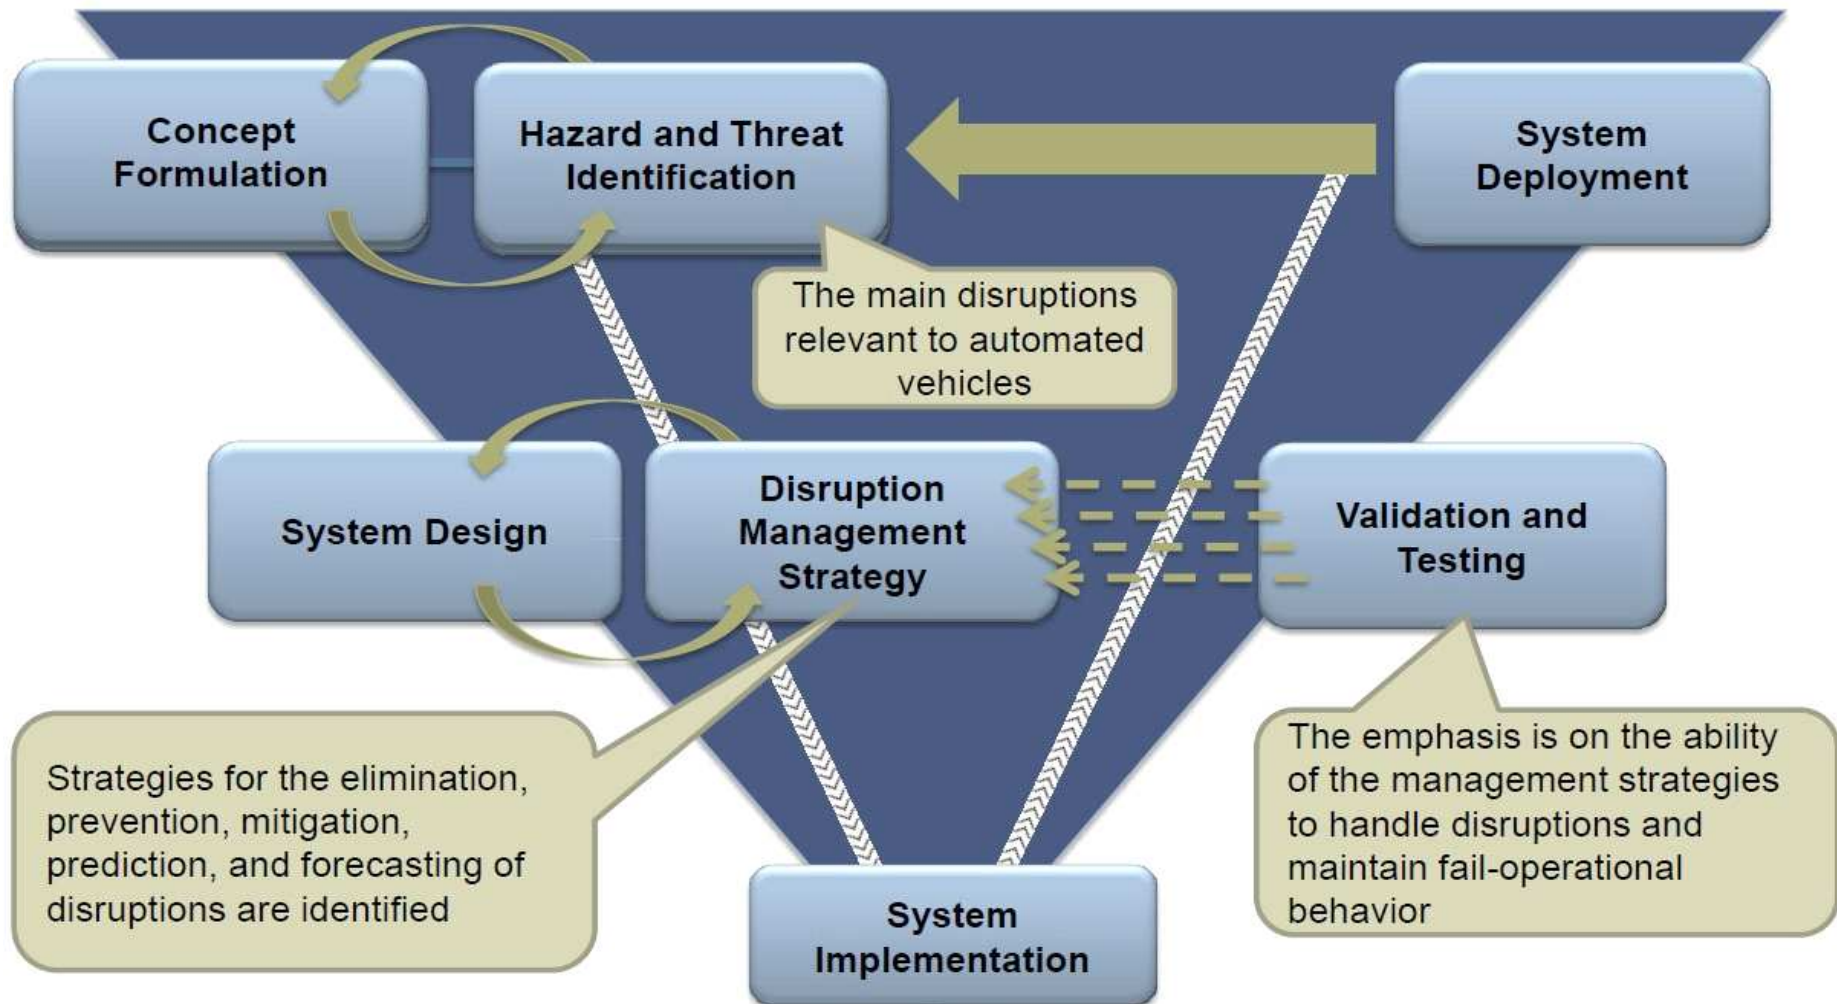 Concept
Formulation
Hazard and Threat
Identification
System
Deployment
The main disruptions
relevant to automated
vehicles
System Design
Disruption
Management
Strategy
Validation and
Testing
Strategies for the elimination,
prevention, mitigation,
prediction, and forecasting of
disruptions are identified
The emphasis is on the ability
of the management strategies
to handle disruptions and
maintain fail-operational
behavior
System
Implementation